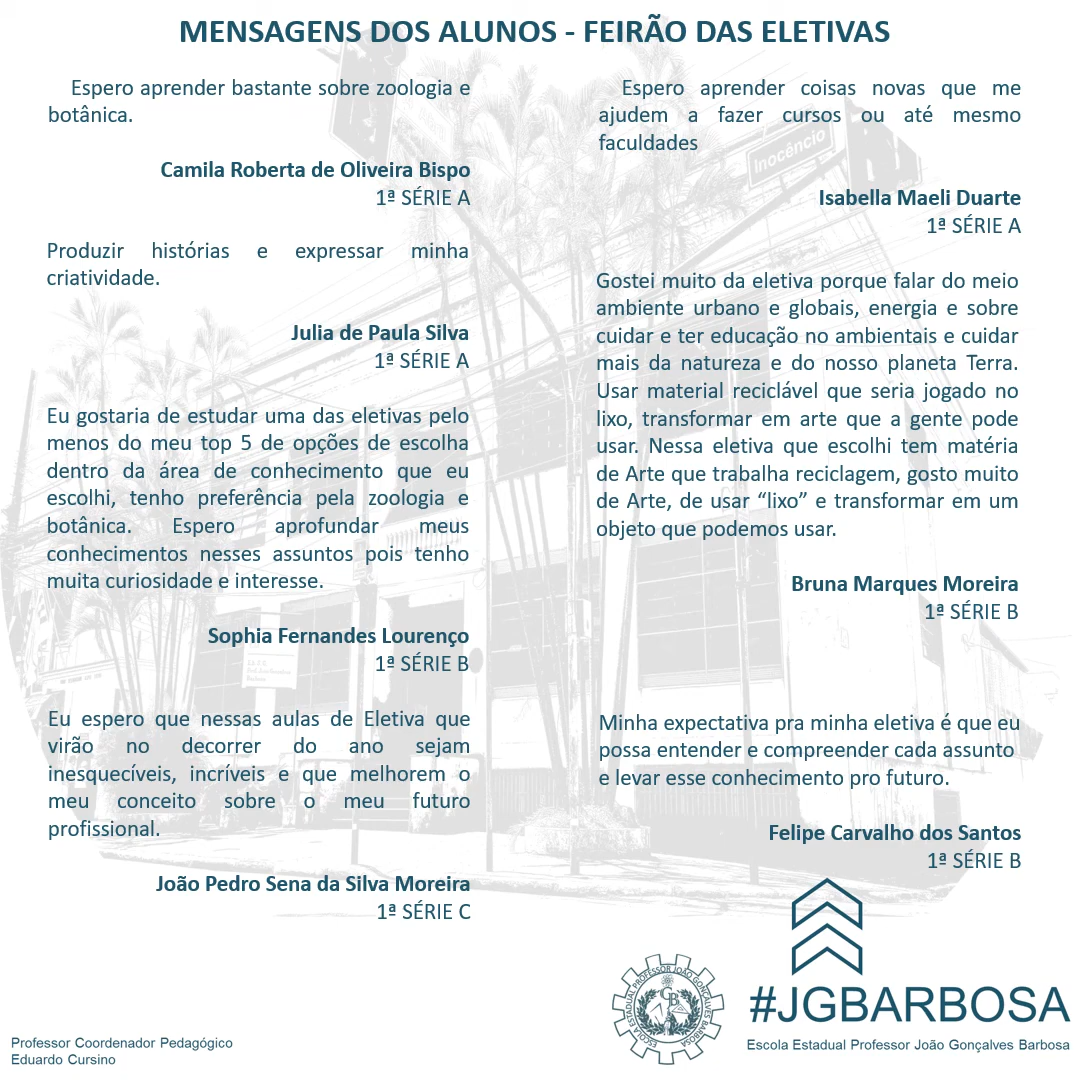 MENSAGENS DOS ALUNOS - FEIRÃO DAS ELETIVAS
Espero aprender bastante sobre zoologia e
botânica.
Camila Roberta de Oliveira Bispo
1ª SÉRIE A
Produzir histórias e expressar minha
criatividade.
Julia de Paula Silva
1ª SÉRIE A
Eu gostaria de estudar uma das eletivas pelo
menos do meu top 5 de opções de escolha
dentro da área de conhecimento que eu
escolhi, tenho preferência pela zoologia e
botânica. Espero aprofundar meus
conhecimentos nesses assuntos pois tenho
muita curiosidade e interesse.
Sophia Fernandes Lourenço
1ª SÉRIE B
Eu espero que nessas aulas de Eletiva que
virão no decorrer do ano sejam
inesquecíveis, incríveis e que melhorem o
meu conceito sobre o meu futuro
profissional.
João Pedro Sena da Silva Moreira
1ª SÉRIE C
Espero aprender coisas novas que me
ajudem a fazer cursos ou até mesmo
faculdades
Inocêncio
Isabella Maeli Duarte
1ª SÉRIE A
Gostei muito da eletiva porque falar do meio
ambiente urbano e globais, energia e sobre
cuidar e ter educação no ambientais e cuidar
mais da natureza e do nosso planeta Terra.
Usar material reciclável que seria jogado no
lixo, transformar em arte que a gente pode
usar. Nessa eletiva que escolhi tem matéria
de Arte que trabalha reciclagem, gosto muito
de Arte, de usar “lixo” e transformar em um
objeto que podemos usar.
Bruna Marques Moreira
1ª SÉRIE B
Minha expectativa pra minha eletiva é que eu
possa entender e compreender cada assunto
e levar esse conhecimento pro futuro.
Felipe Carvalho dos Santos
1ª SÉRIE B
ESCOLA ESTADUAL PROFESSOR JOÃO GONÇALVES BARBOSA
GB
#JGBARBOSA
Escola Estadual Professor João Gonçalves Barbosa
Professor Coordenador Pedagógico
Eduardo Cursino